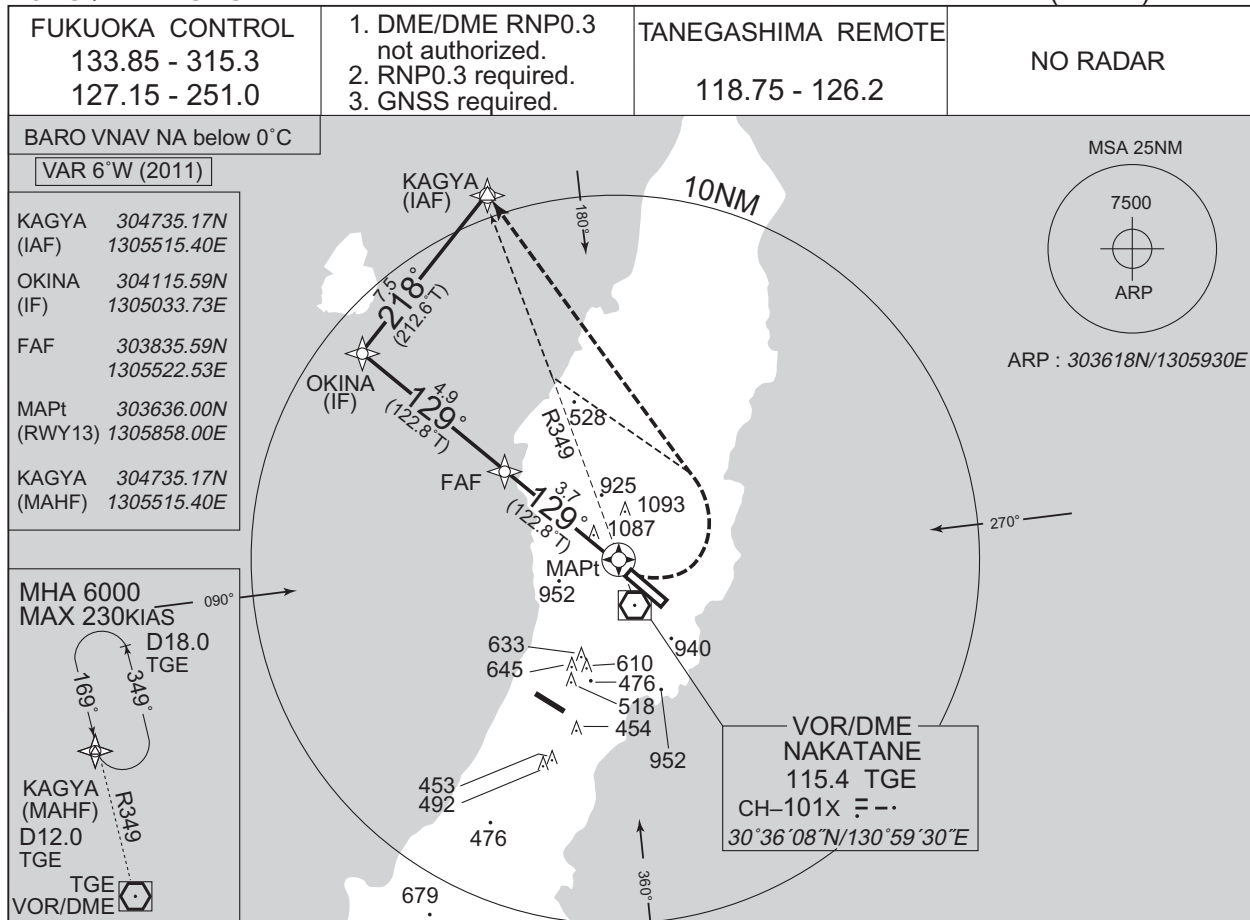 FUKUOKA CONTROL
133.85 - 315.3
127.15 - 251.0
1. DME/DME RNP0.3
not authorized.
2. RNP0.3 required.
3. GNSS required.
TANEGASHIMA REMOTE
118.75 - 126.2
NO RADAR
BARO VNAV NA below 0˚C
VAR 6˚W (2011)
KAGYA 304735.17N
(IAF) 1305515.40E
OKINA 304115.59N
(IF) 1305033.73E
FAF 303835.59N
1305522.53E
MAPt 303636.00N
(RWY13) 1305858.00E
KAGYA 304735.17N
(MAHF) 1305515.40E
KAGYA
(IAF)
180˚
10NM
MSA 25NM
7500
ARP
ARP : 303618N/1305930E
7.5
218˚
(212.6˚T)
OKINA
(IF)
4.9
129˚
(122.8˚T)
R349
528
FAF
3.7
129˚
(122.8˚T)
925
1093
1087
MAPt
952
270˚
090˚
MHA 6000
MAX 230KIAS
D18.0
TGE
169˚
349˚
KAGYA
(MAHF)
D12.0
TGE
R349
TGE
VOR/DME
633
645
610
476
518
454
940
952
453
492
476
679
360˚
VOR/DME
NAKATANE
115.4 TGE
CH–101X
30˚36´08˝N/130˚59´30˝E